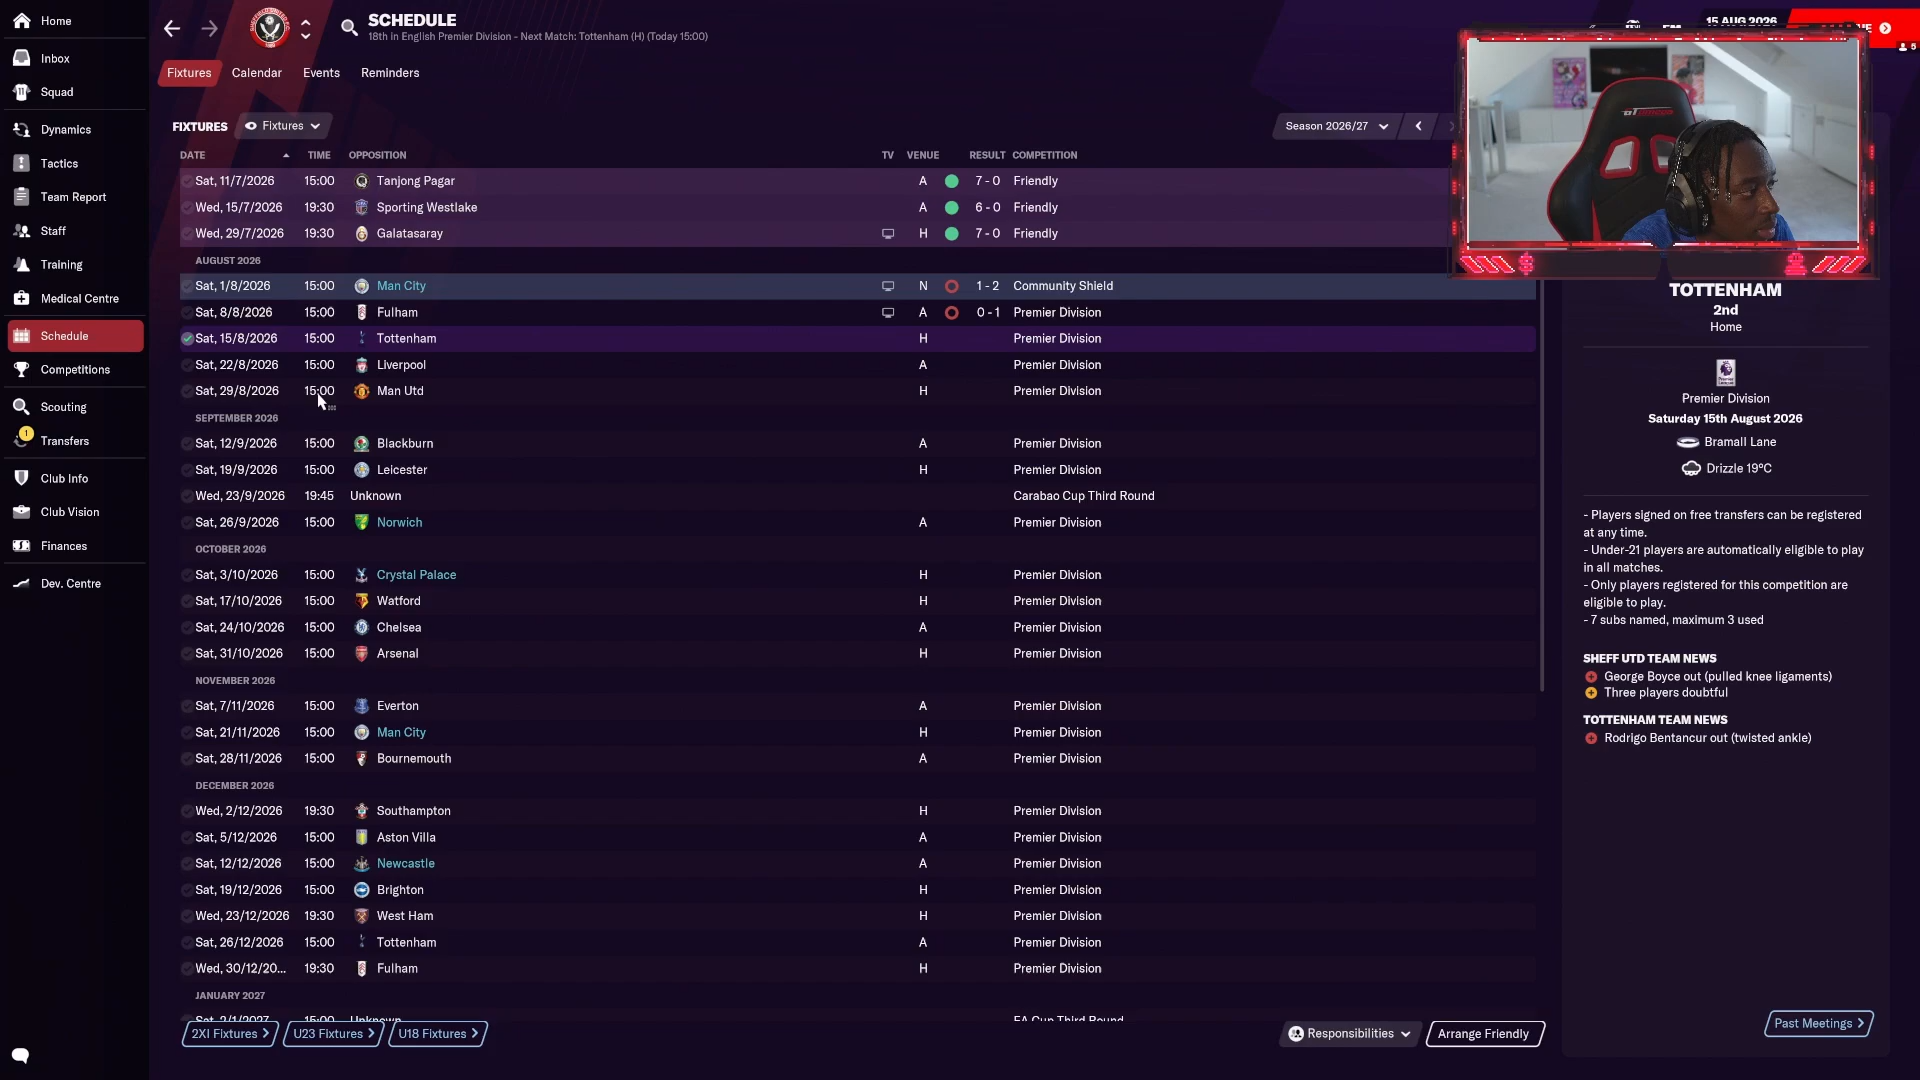 Home
Inbox
Squad
Dynamics
Tactics
Team Report
Staff
Training
Medical Centre
Schedule
Competitions
Scouting
1
Transfers
Club Info
Club Vision
Finances
Dev. Centre
SCHEDULE
18th in English Premier Division - Next Match: Tottenham (H) (Today 15:00)
15 AUG 2026
5
Fixtures Calendar Events Reminders
FIXTURES Fixtures Season 2026/27
DATE TIME OPPOSITION TV VENUE RESULT COMPETITION
Sat, 11/7/2026 15:00 Tanjong Pagar A 7 - 0 Friendly
Wed, 15/7/2026 19:30 Sporting Westlake A 6 - 0 Friendly
Wed, 29/7/2026 19:30 Galatasaray H 7 - 0 Friendly
AUGUST 2026
Sat, 1/8/2026 15:00 Man City N 1 - 2 Community Shield
Sat, 8/8/2026 15:00 Fulham A 0 - 1 Premier Division
Sat, 15/8/2026 15:00 Tottenham H Premier Division
Sat, 22/8/2026 15:00 Liverpool A Premier Division
Sat, 29/8/2026 15:00 Man Utd H Premier Division
SEPTEMBER 2026
Sat, 12/9/2026 15:00 Blackburn A Premier Division
Sat, 19/9/2026 15:00 Leicester H Premier Division
Wed, 23/9/2026 19:45 Unknown Carabao Cup Third Round
Sat, 26/9/2026 15:00 Norwich A Premier Division
OCTOBER 2026
Sat, 3/10/2026 15:00 Crystal Palace H Premier Division
Sat, 17/10/2026 15:00 Watford H Premier Division
Sat, 24/10/2026 15:00 Chelsea A Premier Division
Sat, 31/10/2026 15:00 Arsenal H Premier Division
NOVEMBER 2026
Sat, 7/11/2026 15:00 Everton A Premier Division
Sat, 21/11/2026 15:00 Man City H Premier Division
Sat, 28/11/2026 15:00 Bournemouth A Premier Division
DECEMBER 2026
Wed, 2/12/2026 19:30 Southampton H Premier Division
Sat, 5/12/2026 15:00 Aston Villa A Premier Division
Sat, 12/12/2026 15:00 Newcastle A Premier Division
Sat, 19/12/2026 15:00 Brighton H Premier Division
Wed, 23/12/2026 19:30 West Ham H Premier Division
Sat, 26/12/2026 15:00 Tottenham A Premier Division
Wed, 30/12/20... 19:30 Fulham H Premier Division
JANUARY 2027
Sat, 2/1/2027 15:00 Unknown FA Cup Third Round
2XI Fixtures U23 Fixtures U18 Fixtures Responsibilities Arrange Friendly
TOTTENHAM
2nd
Home
Premier Division
Saturday 15th August 2026
Bramall Lane
Drizzle 19°C
- Players signed on free transfers can be registered
at any time.
- Under-21 players are automatically eligible to play
in all matches.
- Only players registered for this competition are
eligible to play.
- 7 subs named, maximum 3 used
SHEFF UTD TEAM NEWS
George Boyce out (pulled knee ligaments)
Three players doubtful
TOTTENHAM TEAM NEWS
Rodrigo Bentancur out (twisted ankle)
Past Meetings